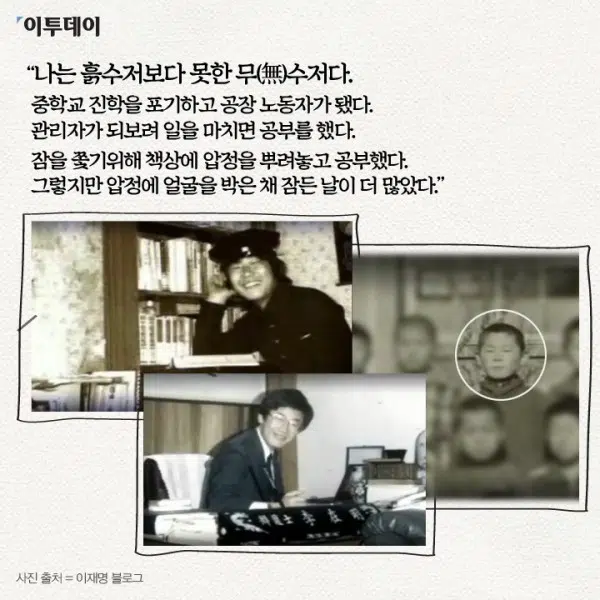 이투데이
“나는 흙수저보다 못한 무(無)수저다.
중학교 진학을 포기하고 공장 노동자가 됐다.
관리자가 되보려 일을 마치면 공부를 했다.
잠을 쫓기위해 책상에 압정을 뿌려놓고 공부했다.
그렇지만 압정에 얼굴을 박은 채 잠든 날이 더 많았다.”
士 李在明
사진 출처 = 이재명 블로그